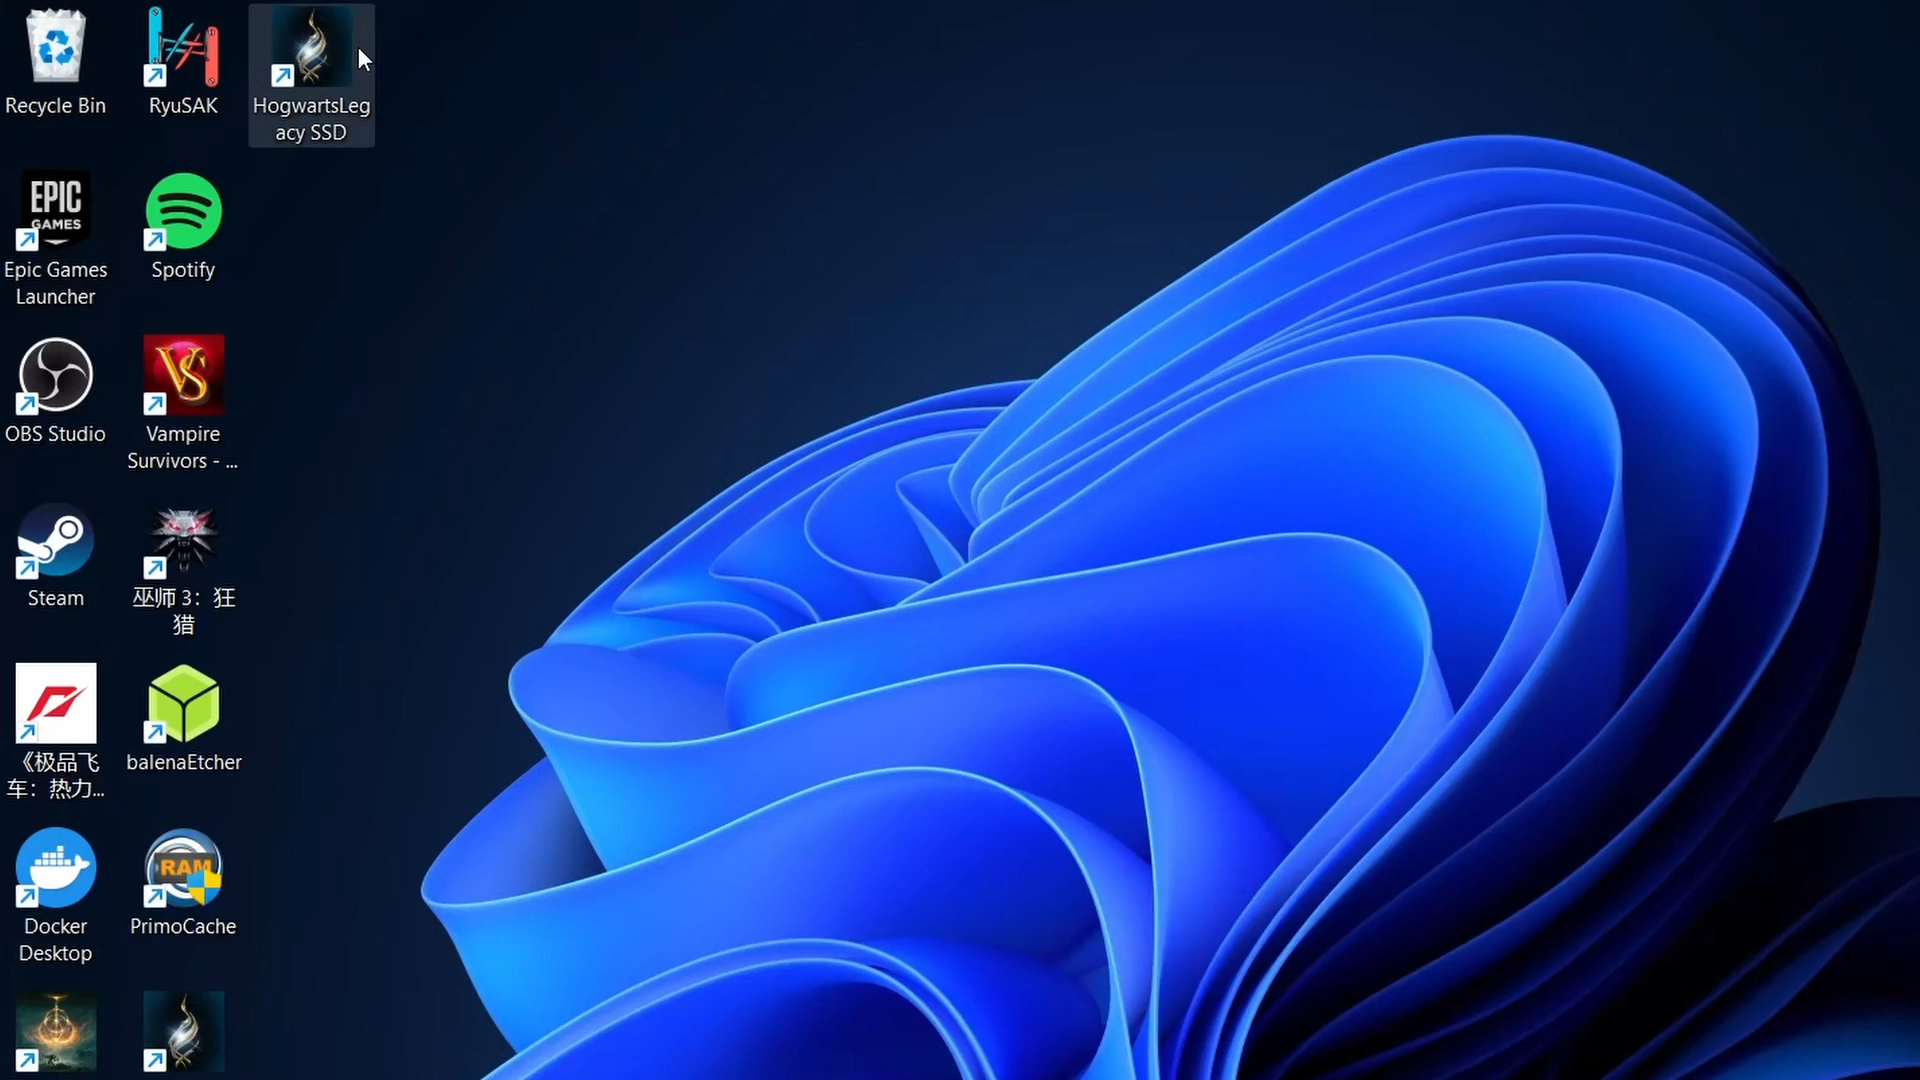 Recycle Bin
RyuSAK
HogwartsLeg
acy SSD
EPIC
GAMES
Epic Games
Launcher
Spotify
OBS Studio
VS
Vampire
Survivors - ...
Steam
巫师 3：狂
猎
《极品飞
车：热力...
balenaEtcher
Docker
Desktop
RAM
PrimoCache